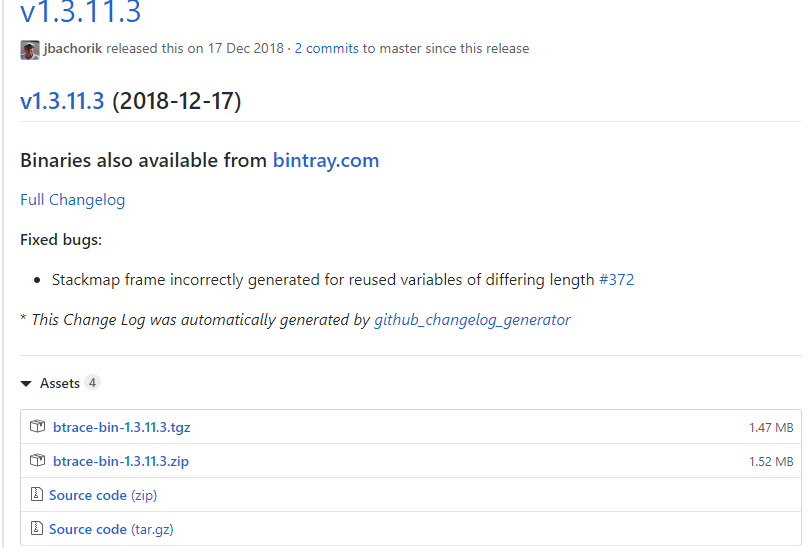 v1.3.11.3
jbachorik released this on 17 Dec 2018 · 2 commits to master since this release
v1.3.11.3 (2018-12-17)
Binaries also available from bintray.com
Full Changelog
Fixed bugs:
• Stackmap frame incorrectly generated for reused variables of differing length #372
* This Change Log was automatically generated by github_changelog_generator
Assets 4
btrace-bin-1.3.11.3.tgz 1.47 MB
btrace-bin-1.3.11.3.zip 1.52 MB
Source code (zip)
Source code (tar.gz)